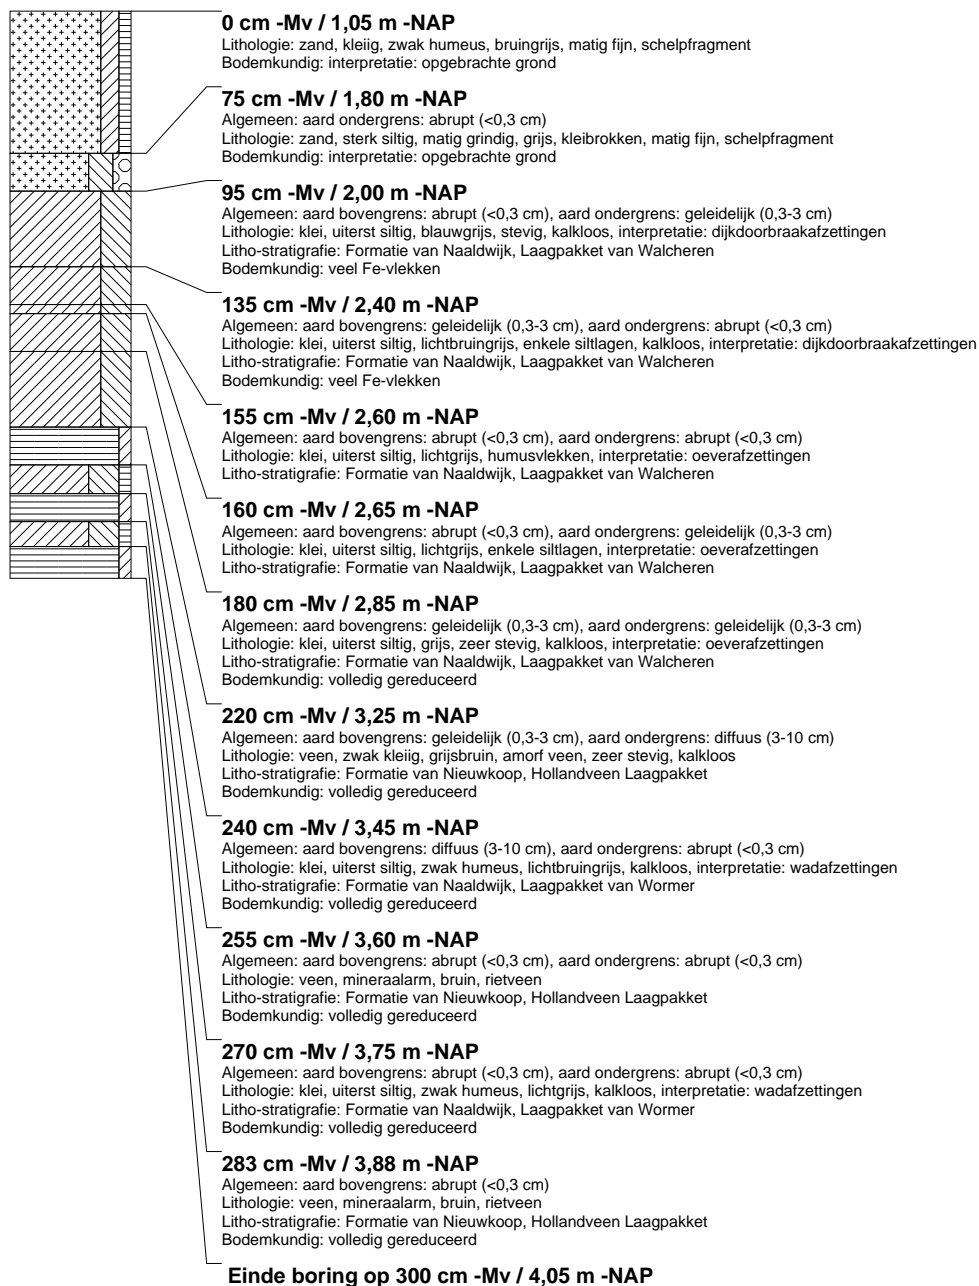 0 cm -Mv / 1,05 m -NAP
Lithologie: zand, kleiig, zwak humeus, bruingrijs, matig fijn, schelpfragment
Bodemkundig: interpretatie: opgebrachte grond
75 cm -Mv / 1,80 m -NAP
Algemeen: aard ondergrens: abrupt (<0,3 cm)
Lithologie: zand, sterk siltig, matig grindig, grijs, kleibrokken, matig fijn, schelpfragment
Bodemkundig: interpretatie: opgebrachte grond
95 cm -Mv / 2,00 m -NAP
Algemeen: aard bovengrens: abrupt (<0,3 cm), aard ondergrens: geleidelijk (0,3-3 cm)
Lithologie: klei, uiterst siltig, blauwgrijs, stevig, kalkloos, interpretatie: dijkdoorbraakafzettingen
Litho-stratigrafie: Formatie van Naaldwijk, Laagpakket van Walcheren
Bodemkundig: veel Fe-vlekken
135 cm -Mv / 2,40 m -NAP
Algemeen: aard bovengrens: geleidelijk (0,3-3 cm), aard ondergrens: abrupt (<0,3 cm)
Lithologie: klei, uiterst siltig, lichtbruingrijs, enkele siltlagen, kalkloos, interpretatie: dijkdoorbraakafzettingen
Litho-stratigrafie: Formatie van Naaldwijk, Laagpakket van Walcheren
Bodemkundig: veel Fe-vlekken
155 cm -Mv / 2,60 m -NAP
Algemeen: aard bovengrens: abrupt (<0,3 cm), aard ondergrens: abrupt (<0,3 cm)
Lithologie: klei, uiterst siltig, lichtgrijs, humusvlekken, interpretatie: oeverafzettingen
Litho-stratigrafie: Formatie van Naaldwijk, Laagpakket van Walcheren
160 cm -Mv / 2,65 m -NAP
Algemeen: aard bovengrens: abrupt (<0,3 cm), aard ondergrens: geleidelijk (0,3-3 cm)
Lithologie: klei, uiterst siltig, lichtgrijs, enkele siltlagen, interpretatie: oeverafzettingen
Litho-stratigrafie: Formatie van Naaldwijk, Laagpakket van Walcheren
180 cm -Mv / 2,85 m -NAP
Algemeen: aard bovengrens: geleidelijk (0,3-3 cm), aard ondergrens: geleidelijk (0,3-3 cm)
Lithologie: klei, uiterst siltig, grijs, zeer stevig, kalkloos, interpretatie: oeverafzettingen
Litho-stratigrafie: Formatie van Naaldwijk, Laagpakket van Walcheren
Bodemkundig: volledig gereduceerd
220 cm -Mv / 3,25 m -NAP
Algemeen: aard bovengrens: geleidelijk (0,3-3 cm), aard ondergrens: diffuus (3-10 cm)
Lithologie: veen, zwak kleiig, grijsbruin, amorf veen, zeer stevig, kalkloos
Litho-stratigrafie: Formatie van Nieuwkoop, Hollandveen Laagpakket
Bodemkundig: volledig gereduceerd
240 cm -Mv / 3,45 m -NAP
Algemeen: aard bovengrens: diffuus (3-10 cm), aard ondergrens: abrupt (<0,3 cm)
Lithologie: klei, uiterst siltig, zwak humeus, lichtbruingrijs, kalkloos, interpretatie: wadafzettingen
Litho-stratigrafie: Formatie van Naaldwijk, Laagpakket van Wormer
Bodemkundig: volledig gereduceerd
255 cm -Mv / 3,60 m -NAP
Algemeen: aard bovengrens: abrupt (<0,3 cm), aard ondergrens: abrupt (<0,3 cm)
Lithologie: veen, mineraalarm, bruin, rietveen
Litho-stratigrafie: Formatie van Nieuwkoop, Hollandveen Laagpakket
Bodemkundig: volledig gereduceerd
270 cm -Mv / 3,75 m -NAP
Algemeen: aard bovengrens: abrupt (<0,3 cm), aard ondergrens: abrupt (<0,3 cm)
Lithologie: klei, uiterst siltig, zwak humeus, lichtgrijs, kalkloos, interpretatie: wadafzettingen
Litho-stratigrafie: Formatie van Naaldwijk, Laagpakket van Wormer
Bodemkundig: volledig gereduceerd
283 cm -Mv / 3,88 m -NAP
Algemeen: aard bovengrens: abrupt (<0,3 cm)
Lithologie: veen, mineraalarm, bruin, rietveen
Litho-stratigrafie: Formatie van Nieuwkoop, Hollandveen Laagpakket
Bodemkundig: volledig gereduceerd
Einde boring op 300 cm -Mv / 4,05 m -NAP